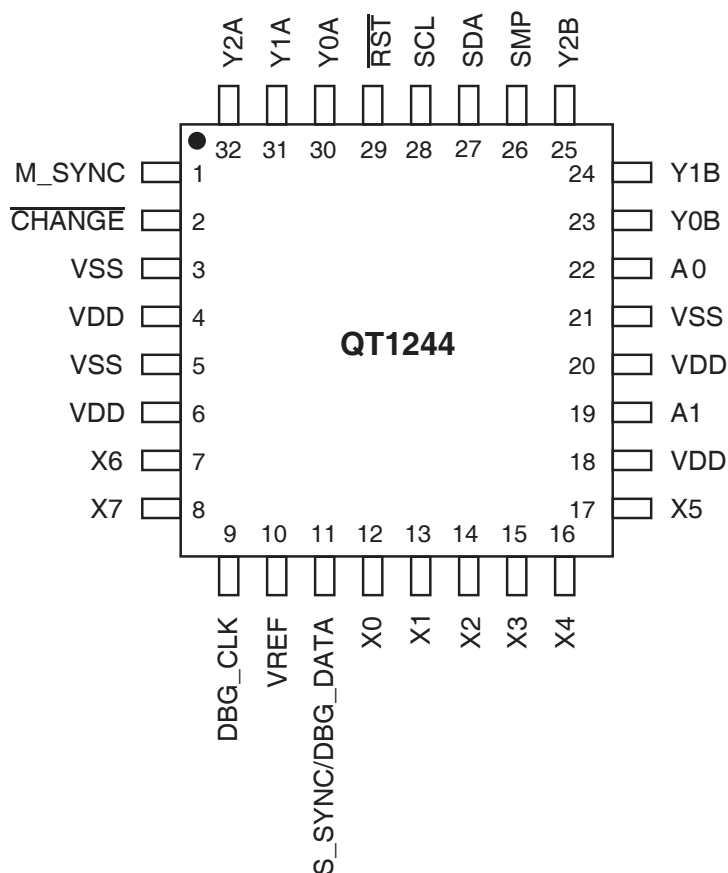 Y2A
Y1A
Y0A
RST
SCL
SDA
SMP
Y2B
32
31
30
29
28
27
26
25
M_SYNC 1
CHANGE 2
VSS 3
VDD 4
VSS 5
VDD 6
X6 7
X7 8
QT1244
24 Y1B
23 Y0B
22 A0
21 VSS
20 VDD
19 A1
18 VDD
17 X5
9
10
11
12
13
14
15
16
DBG_CLK
VREF
S_SYNC/DBG_DATA
X0
X1
X2
X3
X4